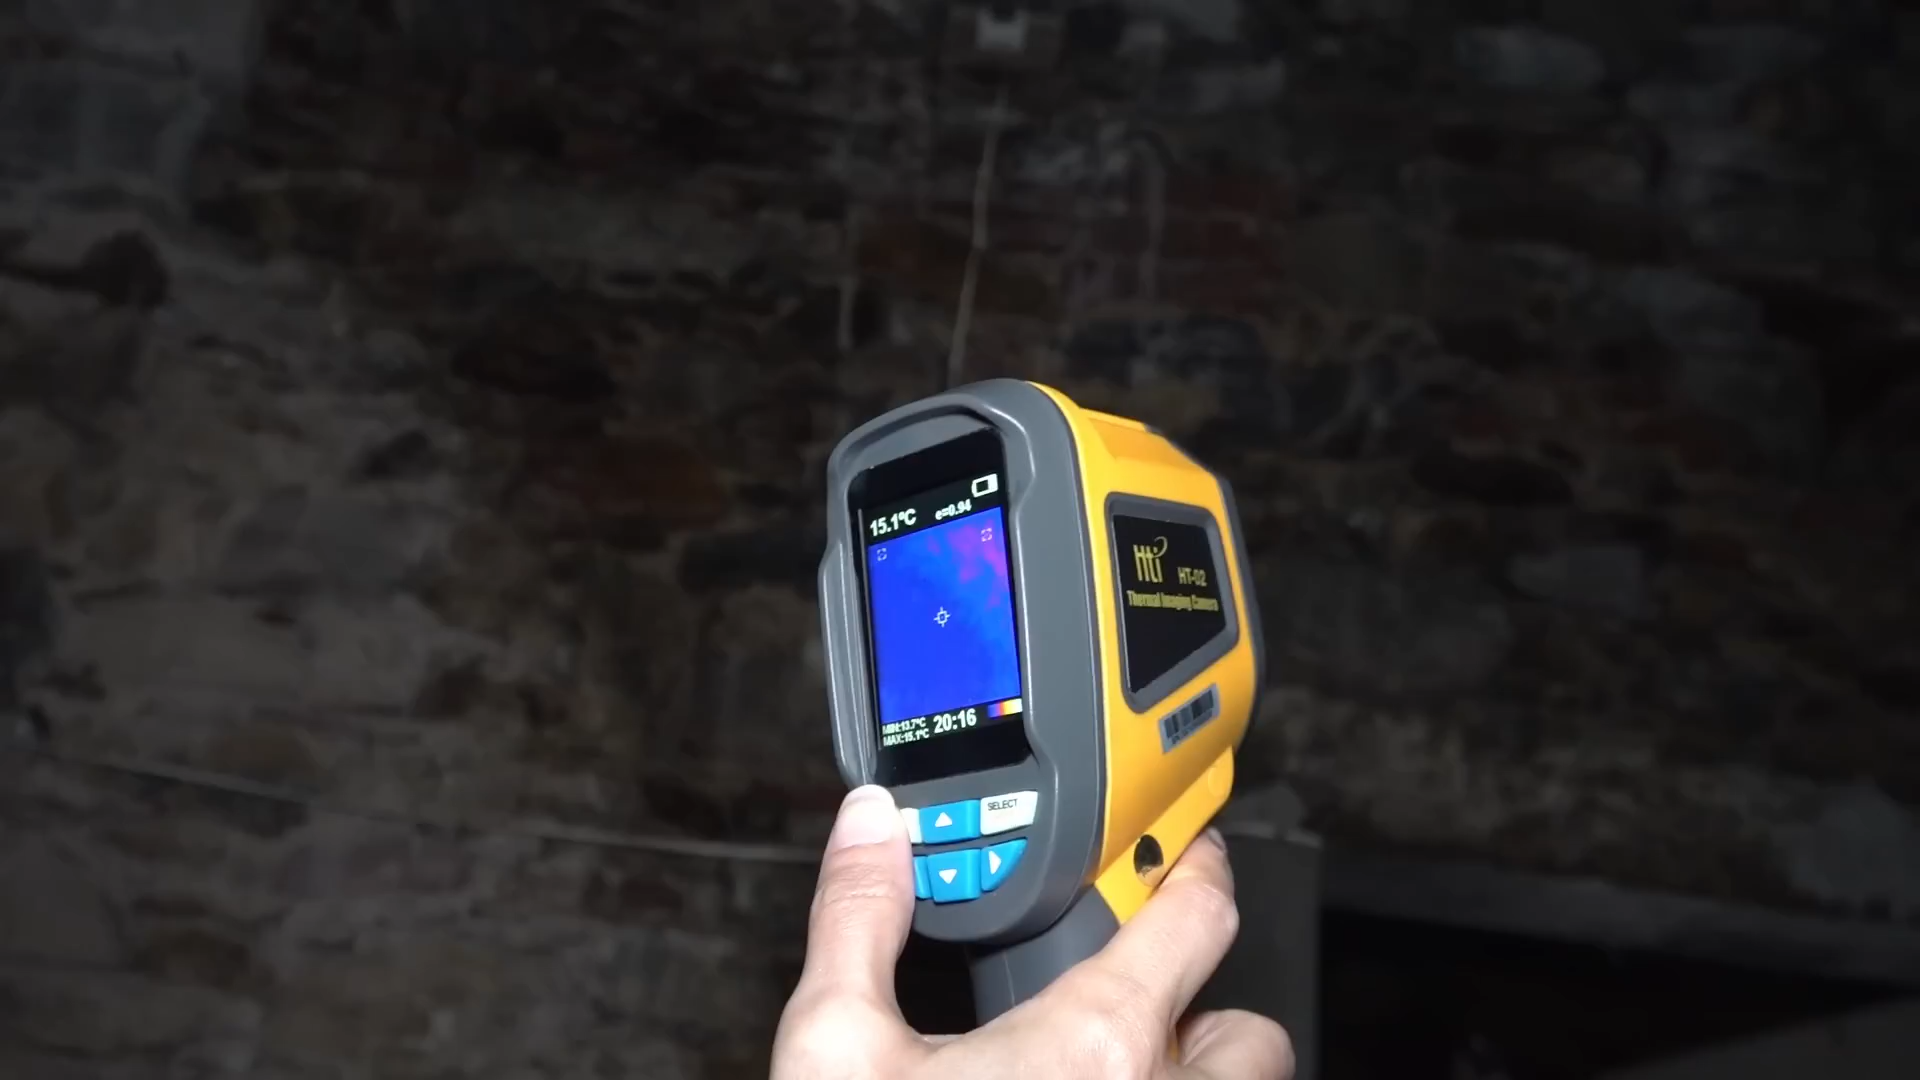 15.1°C e=0.94
MIN:13.7°C
MAX:15.1°C
20:16
SELECT
Hti
HT-02
Thermal Imaging Camera